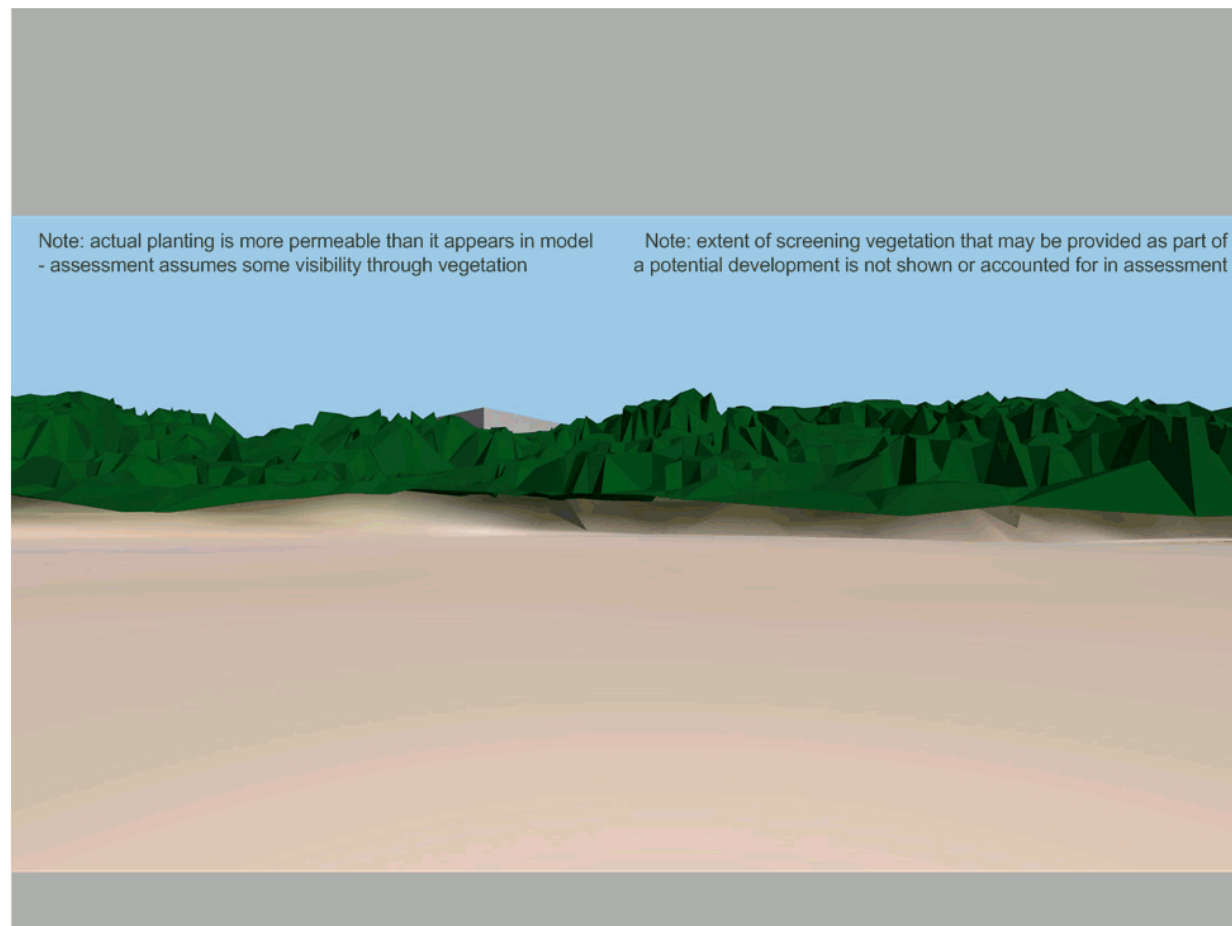 Note: actual planting is more permeable than it appears in model
- assessment assumes some visibility through vegetation
Note: extent of screening vegetation that may be provided as part of
a potential development is not shown or accounted for in assessment